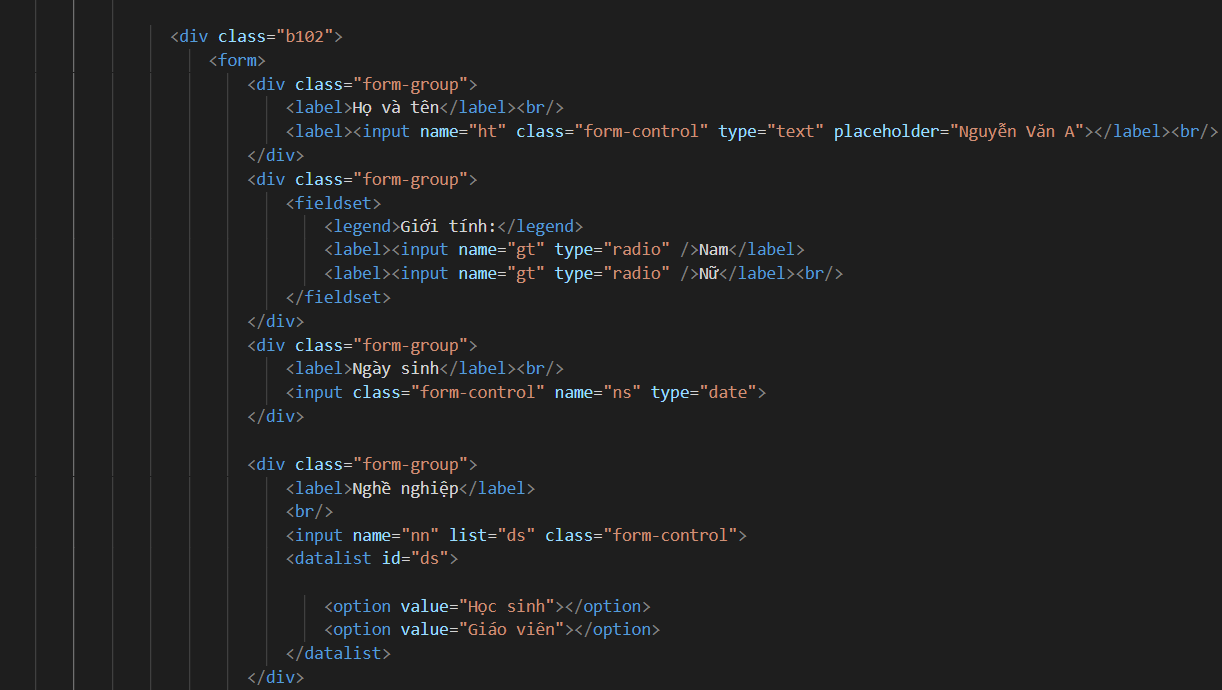 <div class="b102">
<form>
<div class="form-group">
<label>Họ và tên</label><br/>
<label><input name="ht" class="form-control" type="text" placeholder="Nguyễn Văn A"></label><br/>
</div>
<div class="form-group">
<fieldset>
<legend>Giới tính:</legend>
<label><input name="gt" type="radio" />Nam</label>
<label><input name="gt" type="radio" />Nữ</label><br/>
</fieldset>
</div>
<div class="form-group">
<label>Ngày sinh</label><br/>
<input class="form-control" name="ns" type="date">
</div>
<div class="form-group">
<label>Nghề nghiệp</label>
<br/>
<input name="nn" list="ds" class="form-control">
<datalist id="ds">
<option value="Học sinh"></option>
<option value="Giáo viên"></option>
</datalist>
</div>